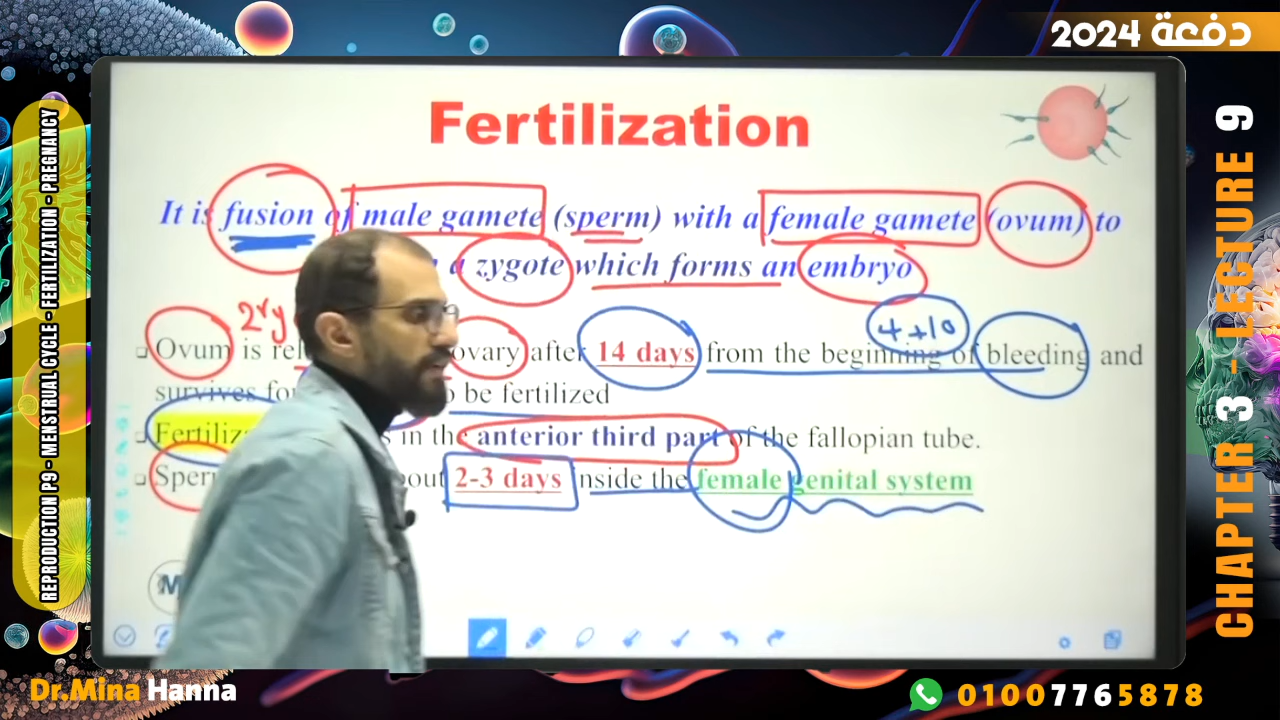 دفعة 2024
REPRODUCTION P9 - MENSTRUAL CYCLE - FERTILIZATION - PREGNANCY
CHAPTER 3 - LECTURE 9
Fertilization
It is fusion of male gamete (sperm) with a female gamete (ovum) to
a zygote which forms an embryo
2ry
4+10
Ovum is rel ovary after 14 days from the beginning of bleeding and
survives for be fertilized
Fertiliz in the anterior third part of the fallopian tube.
Sper out 2-3 days inside the female genital system
M
Dr.Mina Hanna
01007765878